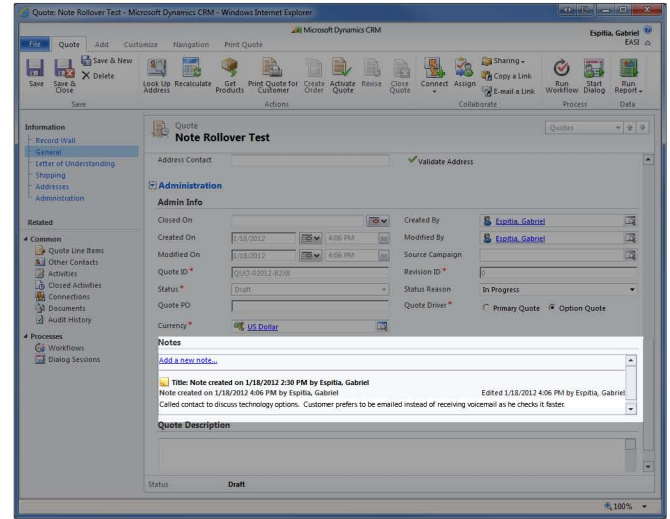 Quote: Note Rollover Test - Microsoft Dynamics CRM - Windows Internet Explorer
Microsoft Dynamics CRM
Espitia, Gabriel
EASI
File Quote Add Customize Navigation Print Quote
Save
Save & Close
Save & New
Delete
Look Up Address
Recalculate
Get Products
Print Quote for Customer
Create Order
Activate Quote
Revise
Close Quote
Connect
Assign
Sharing
Copy a Link
E-mail a Link
Run Workflow
Start Dialog
Run Report
Save Actions Collaborate Process Data
Information
Record Wall
General
Letter of Understanding
Shipping
Addresses
Administration
Related
Common
Quote Line Items
Other Contacts
Activities
Closed Activities
Connections
Documents
Audit History
Processes
Workflows
Dialog Sessions
Quote
Note Rollover Test
Quotes
Address Contact
Validate Address
Administration
Admin Info
Closed On
Created By Espitia, Gabriel
Created On 1/18/2012 4:06 PM
Modified By Espitia, Gabriel
Modified On 1/18/2012 4:06 PM
Source Campaign
Quote ID * QUO-02012-B2X8
Revision ID * 0
Status * Draft
Status Reason In Progress
Quote PO
Quote Driver * Primary Quote Option Quote
Currency * US Dollar
Notes
Add a new note...
Title: Note created on 1/18/2012 2:30 PM by Espitia, Gabriel
Note created on 1/18/2012 4:06 PM by Espitia, Gabriel Edited 1/18/2012 4:06 PM by Espitia, Gabriel
Called contact to discuss technology options. Customer prefers to be emailed instead of receiving voicemail as he checks it faster.
Quote Description
Status Draft
100%